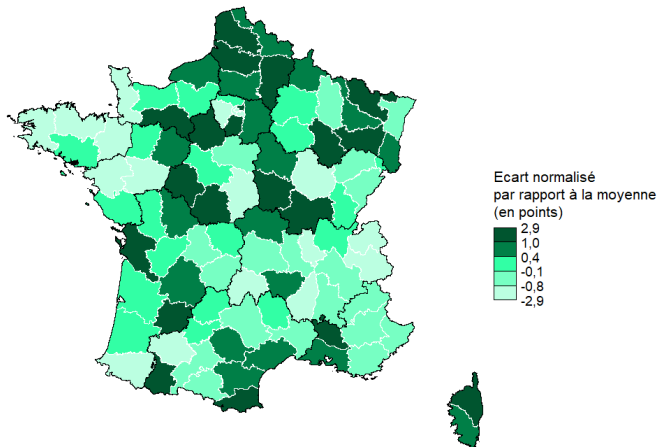 Ecart normalisé
par rapport à la moyenne
(en points)
2,9
1,0
0,4
-0,1
-0,8
-2,9